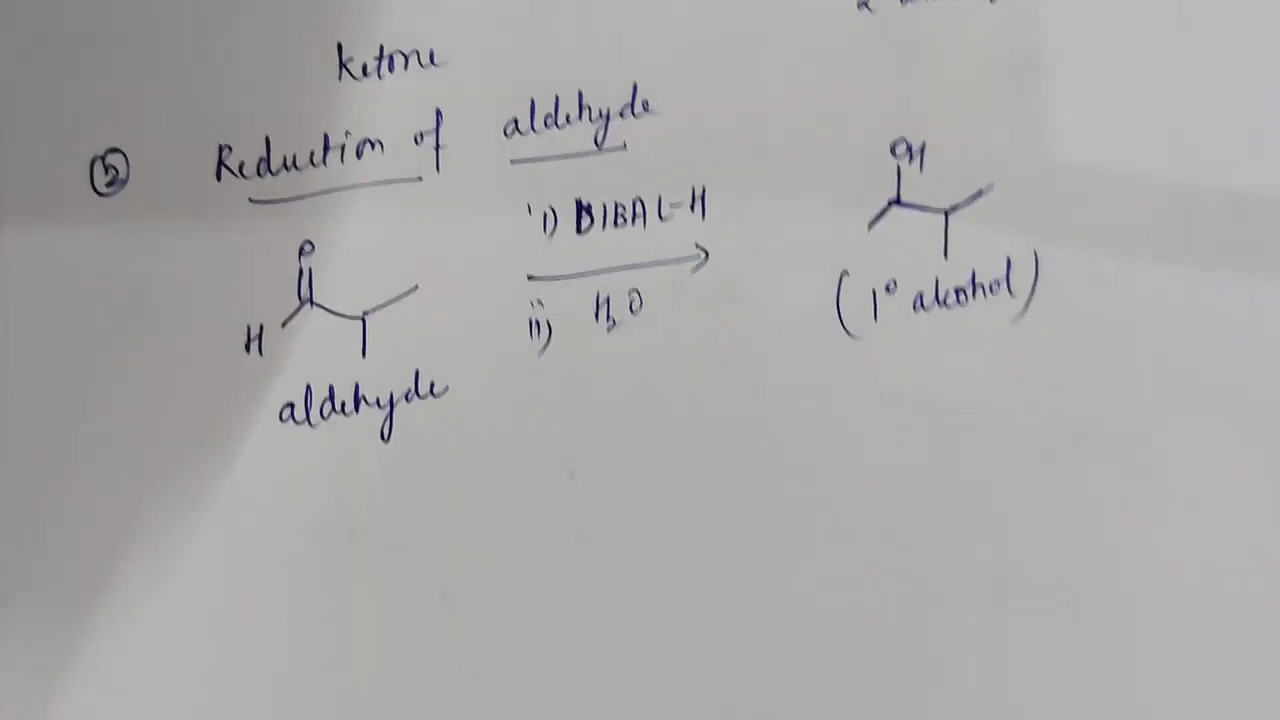 ketone
⑤ Reduction of aldehyde
O
H
aldehyde
i) DIBAL-H
ii) H₂O
OH
(1° alcohol)